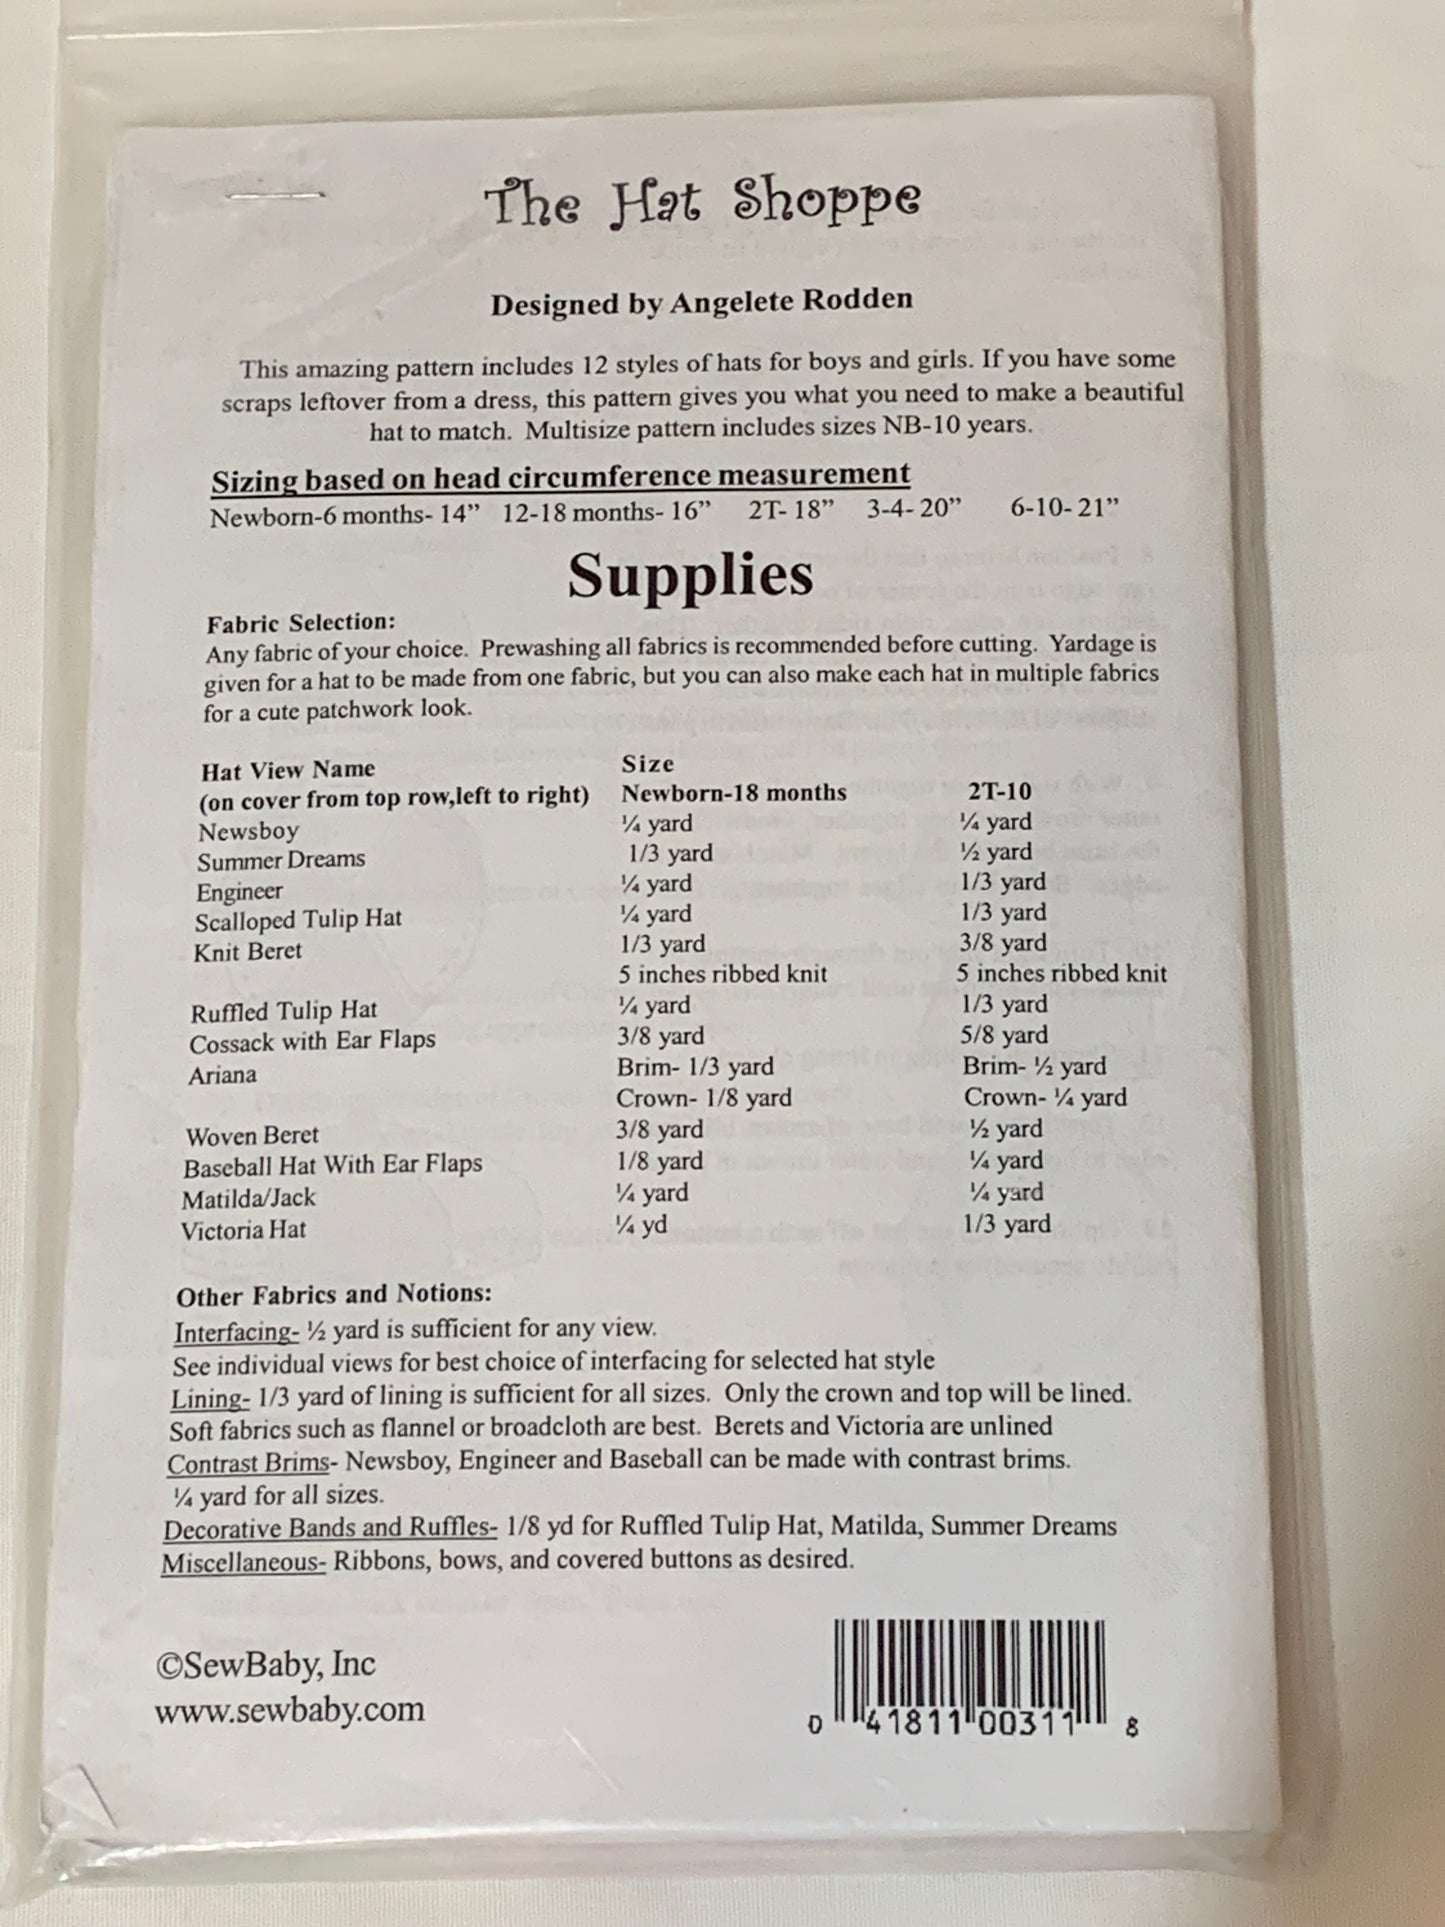 The Hat Shoppe
Designed by Angelete Rodden
This amazing pattern includes 12 styles of hats for boys and girls. If you have some
scraps leftover from a dress, this pattern gives you what you need to make a beautiful
hat to match. Multisize pattern includes sizes NB-10 years.
Sizing based on head circumference measurement
Newborn-6 months- 14” 12-18 months- 16” 2T- 18” 3-4- 20” 6-10- 21”
Supplies
Fabric Selection:
Any fabric of your choice. Prewashing all fabrics is recommended before cutting. Yardage is
given for a hat to be made from one fabric, but you can also make each hat in multiple fabrics
for a cute patchwork look.
Hat View Name Size
(on cover from top row,left to right) Newborn-18 months 2T-10
Newsboy ¼ yard ¼ yard
Summer Dreams 1/3 yard ½ yard
Engineer ¼ yard 1/3 yard
Scalloped Tulip Hat ¼ yard 1/3 yard
Knit Beret 1/3 yard 3/8 yard
5 inches ribbed knit 5 inches ribbed knit
Ruffled Tulip Hat ¼ yard 1/3 yard
Cossack with Ear Flaps 3/8 yard 5/8 yard
Ariana Brim- 1/3 yard Brim- ½ yard
Crown- 1/8 yard Crown- ¼ yard
Woven Beret 3/8 yard ½ yard
Baseball Hat With Ear Flaps 1/8 yard ¼ yard
Matilda/Jack ¼ yard ¼ yard
Victoria Hat ¼ yd 1/3 yard
Other Fabrics and Notions:
Interfacing- ½ yard is sufficient for any view.
See individual views for best choice of interfacing for selected hat style
Lining- 1/3 yard of lining is sufficient for all sizes. Only the crown and top will be lined.
Soft fabrics such as flannel or broadcloth are best. Berets and Victoria are unlined
Contrast Brims- Newsboy, Engineer and Baseball can be made with contrast brims.
¼ yard for all sizes.
Decorative Bands and Ruffles- 1/8 yd for Ruffled Tulip Hat, Matilda, Summer Dreams
Miscellaneous- Ribbons, bows, and covered buttons as desired.
©SewBaby, Inc
www.sewbaby.com
0 41811 00311 8